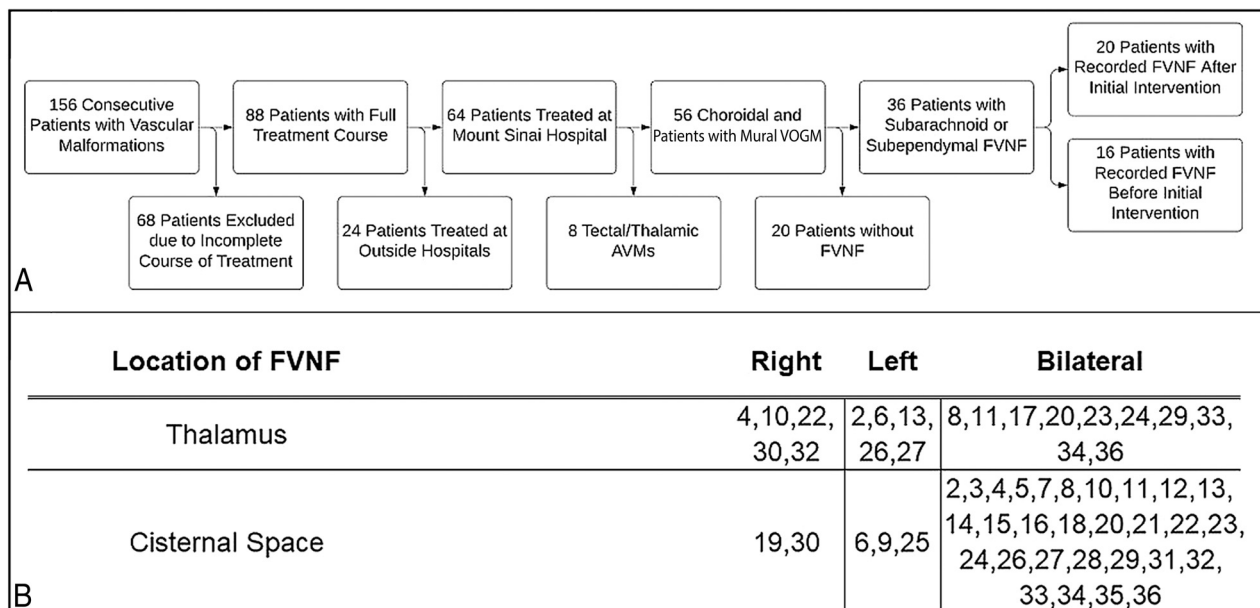 156 Consecutive
Patients with Vascular
Malformations
88 Patients with Full
Treatment Course
64 Patients Treated at
Mount Sinai Hospital
56 Choroidal and
Patients with Mural VOGM
36 Patients with
Subarachnoid or
Subependymal FVNF
20 Patients with
Recorded FVNF After
Initial Intervention
16 Patients with
Recorded FVNF
Before Initial
Intervention
68 Patients Excluded
due to Incomplete
Course of Treatment
24 Patients Treated at
Outside Hospitals
8 Tectal/Thalamic
AVMs
20 Patients without
FVNF
A
Location of FVNF Right Left Bilateral
Thalamus
4,10,22,
30,32
2,6,13,
26,27
8,11,17,20,23,24,29,33,
34,36
Cisternal Space
19,30
6,9,25
2,3,4,5,7,8,10,11,12,13,
14,15,16,18,20,21,22,23,
24,26,27,28,29,31,32,
33,34,35,36
B